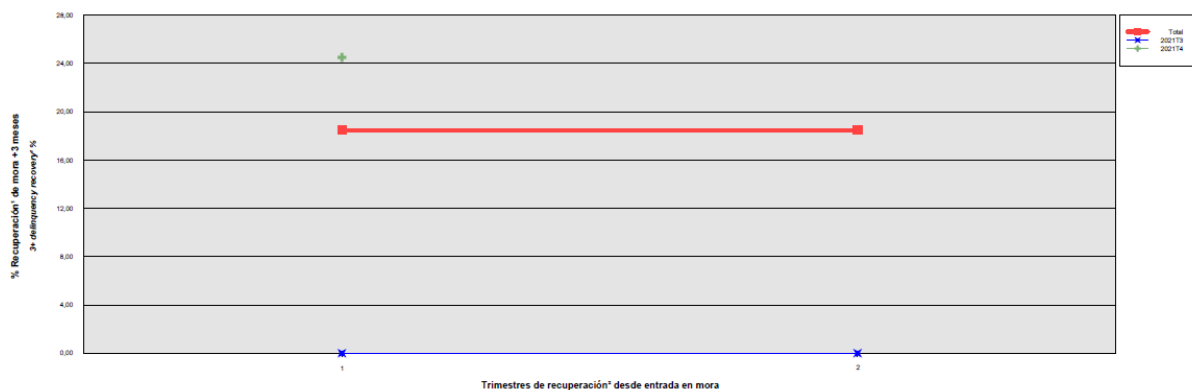 28,00
24,00
20,00
16,00
12,00
8,00
4,00
0,00
% Recuperación¹ de mora +3 meses
3+ delinquency recovery¹ %
1
2
Trimestres de recuperación² desde entrada en mora
Total
2021T3
2021T4